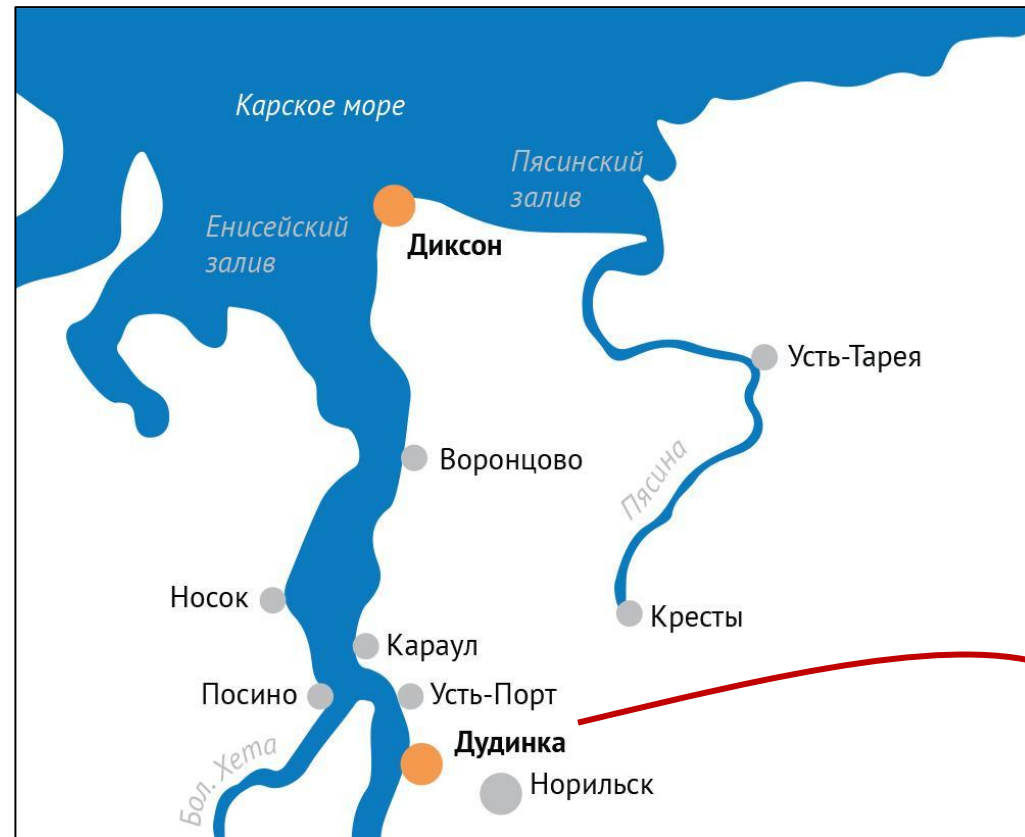 Карское море
Пясинский
залив
Енисейский
залив
Диксон
Усть-Тарея
Воронцово
Пясина
Носок
Кресты
Караул
Посино
Усть-Порт
Дудинка
Бол. Хета
Норильск